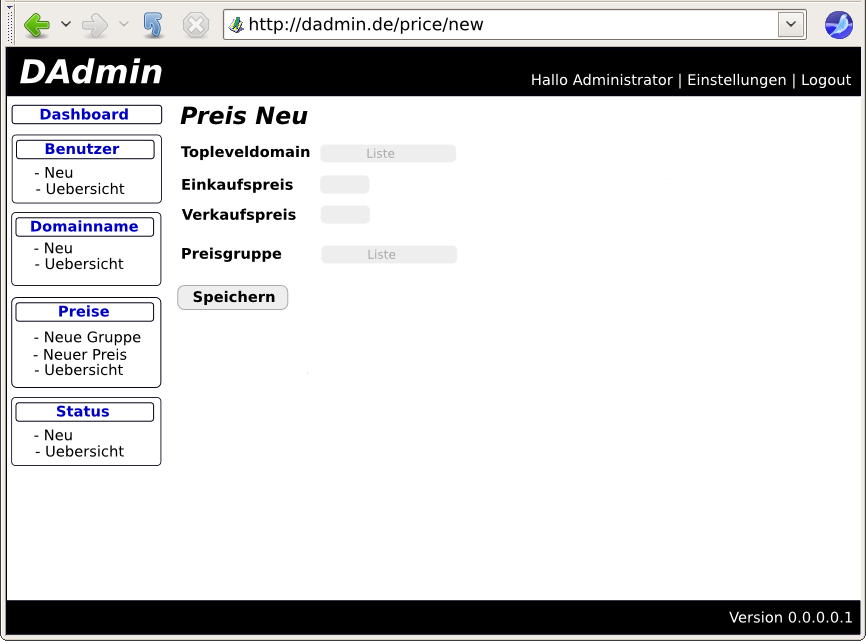 http://dadmin.de/price/new
DAdmin
Hallo Administrator | Einstellungen | Logout
Dashboard
Benutzer
- Neu
- Uebersicht
Domainname
- Neu
- Uebersicht
Preise
- Neue Gruppe
- Neuer Preis
- Uebersicht
Status
- Neu
- Uebersicht
Preis Neu
Topleveldomain Liste
Einkaufspreis
Verkaufspreis
Preisgruppe Liste
Speichern
Version 0.0.0.0.1